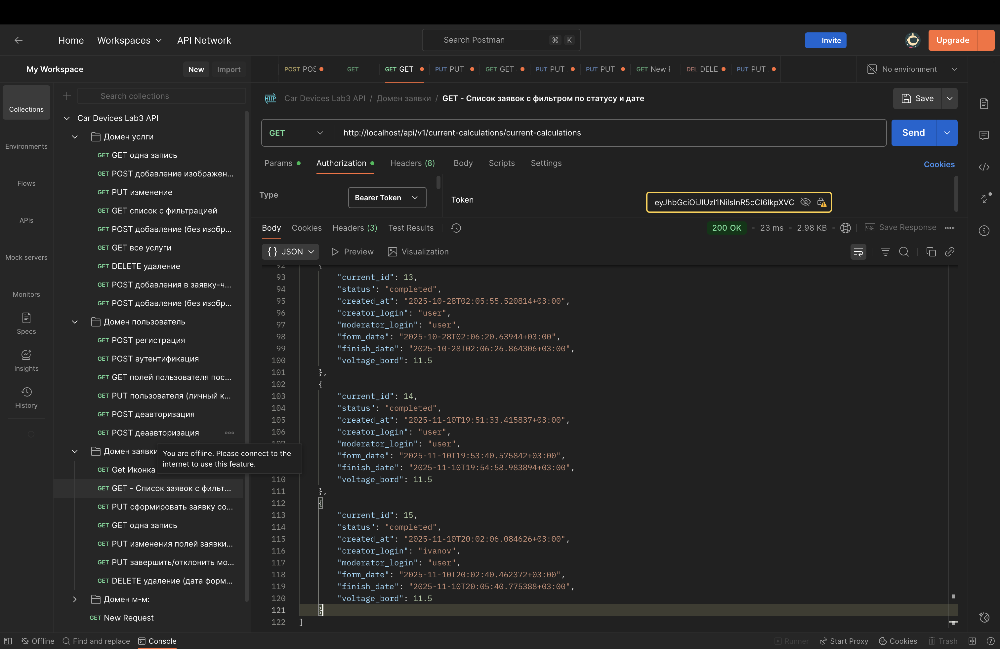 Home Workspaces API Network
Search Postman ⌘ K
Invite
Upgrade
My Workspace
New Import
POST POS
GET
GET GET
PUT PUT
GET GET
PUT PUT
PUT PUT
GET New
DEL DELE
PUT PUT
No environment
Collections
Environments
Flows
APIs
Mock servers
Monitors
Specs
Insights
History
Search collections
Car Devices Lab3 API
Домен услги
GET GET одна запись
GET POST добавление изображен...
GET PUT изменение
GET GET список с фильтрацией
GET POST добавление (без изобр...
GET GET все услуги
GET DELETE удаление
GET POST добавления в заявку-ч...
GET POST добавление (без изобр...
Домен пользователь
GET POST регистрация
GET POST аутентификация
GET GET полей пользователя пос...
GET PUT пользователя (личный к...
GET POST деавторизация
GET POST деаавторизация
Домен заявки
You are offline. Please connect to the
internet to use this feature.
GET Get Иконка
GET GET - Список заявок с фильт...
GET PUT сформировать заявку со...
GET GET одна запись
GET PUT изменения полей заявки...
GET PUT завершить/отклонить мо...
GET DELETE удаление (дата форм...
Домен м-м:
GET New Request
HTTP Car Devices Lab3 API / Домен заявки / GET - Список заявок с фильтром по статусу и дате
Save
GET http://localhost/api/v1/current-calculations/current-calculations
Send
Params Authorization Headers (8) Body Scripts Settings
Cookies
Type Bearer Token
Token eyJhbGciOiJIUzI1NiIsInR5cCI6IkpXVC
Body Cookies Headers (3) Test Results
200 OK 23 ms 2.98 KB e.g. Save Response
{} JSON Preview Visualization
92 {
93 "current_id": 13,
94 "status": "completed",
95 "created_at": "2025-10-28T02:05:55.520814+03:00",
96 "creator_login": "user",
97 "moderator_login": "user",
98 "form_date": "2025-10-28T02:06:20.63944+03:00",
99 "finish_date": "2025-10-28T02:06:26.864306+03:00",
100 "voltage_bord": 11.5
101 },
102 {
103 "current_id": 14,
104 "status": "completed",
105 "created_at": "2025-11-10T19:51:33.415837+03:00",
106 "creator_login": "user",
107 "moderator_login": "user",
"form_date": "2025-11-10T19:53:40.575842+03:00",
"finish_date": "2025-11-10T19:54:58.983894+03:00",
110 "voltage_bord": 11.5
111 },
112 {
113 "current_id": 15,
114 "status": "completed",
115 "created_at": "2025-11-10T20:02:06.084626+03:00",
116 "creator_login": "ivanov",
117 "moderator_login": "user",
118 "form_date": "2025-11-10T20:02:40.462372+03:00",
119 "finish_date": "2025-11-10T20:05:40.775388+03:00",
120 "voltage_bord": 11.5
121 }
122 ]
Offline Find and replace Console
Runner Start Proxy Cookies Trash